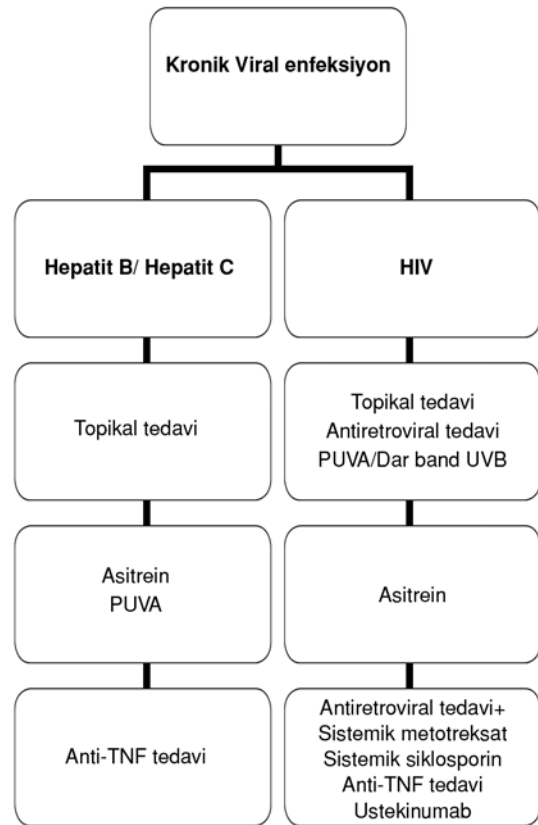 Kronik Viral enfeksiyon
Hepatit B/ Hepatit C
HIV
Topikal tedavi
Topikal tedavi
Antiretroviral tedavi
PUVA/Dar band UVB
Asitrein
PUVA
Asitrein
Anti-TNF tedavi
Antiretroviral tedavi+
Sistemik metotreksat
Sistemik siklosporin
Anti-TNF tedavi
Ustekinumab